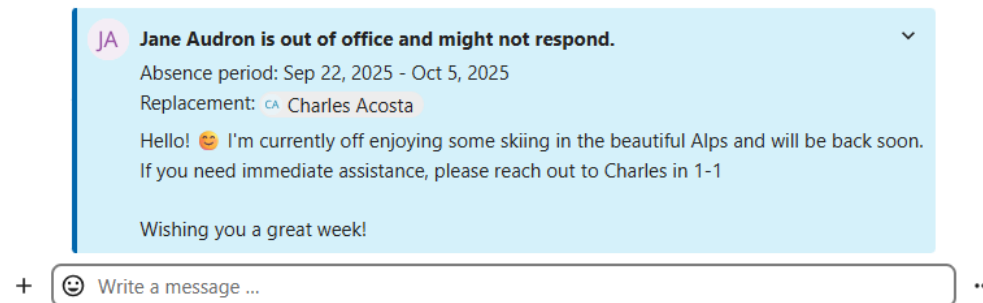 JA Jane Audron is out of office and might not respond.
Absence period: Sep 22, 2025 - Oct 5, 2025
Replacement: CA Charles Acosta
Hello! 😊 I'm currently off enjoying some skiing in the beautiful Alps and will be back soon.
If you need immediate assistance, please reach out to Charles in 1-1
Wishing you a great week!
Write a message ...